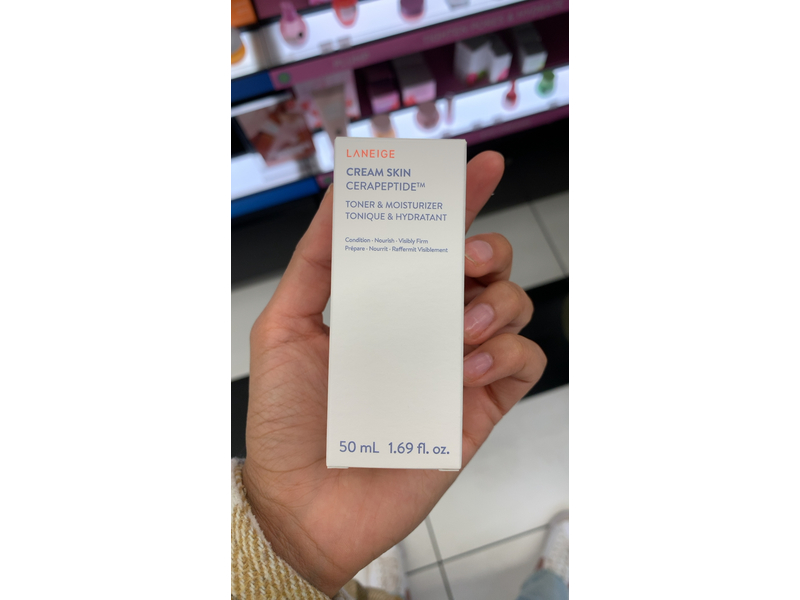 LANEIGE
CREAM SKIN
CERAPEPTIDE™
TONER & MOISTURIZER
TONIQUE & HYDRATANT
Condition · Nourish · Visibly Firm
Prépare · Nourrit · Raffermit Visiblement
50 mL 1.69 fl. oz.